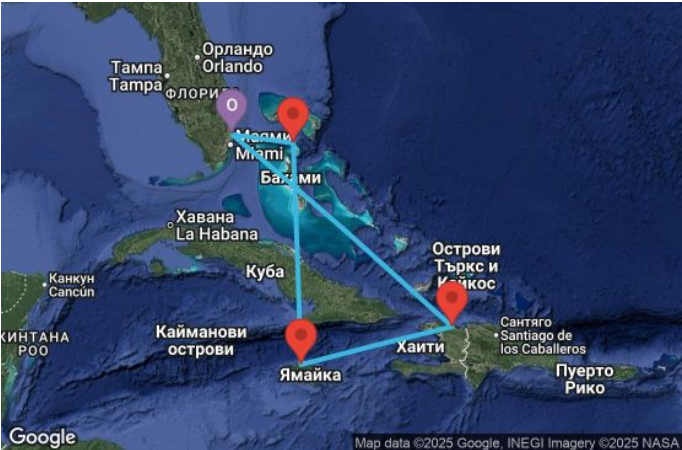 Орландо
Orlando
Тампа
Tampa
ФЛОРИДА
O
Маями
Miami
Бахами
Хавана
La Habana
Куба
Канкун
Cancún
КИНТАНА
РОО
Кайманови
острови
Ямайка
Острови
Търкс и
Кайкос
Хаити
Сантяго
Santiago de
los Caballeros
Пуерто
Рико
Google
Map data ©2025 Google, INEGI Imagery ©2025 NASA